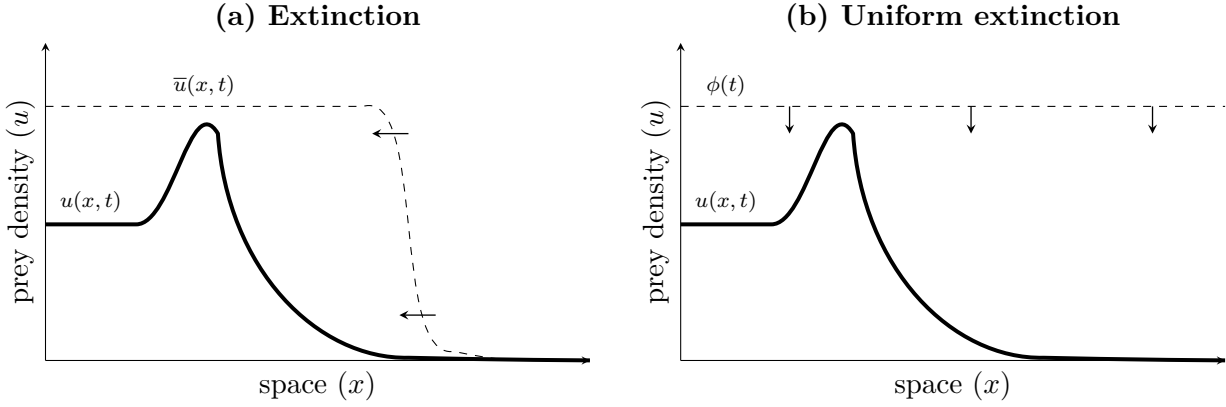 (a) Extinction
u̅(x, t)
u(x, t)
prey density (u)
space (x)
(b) Uniform extinction
ϕ(t)
u(x, t)
prey density (u)
space (x)